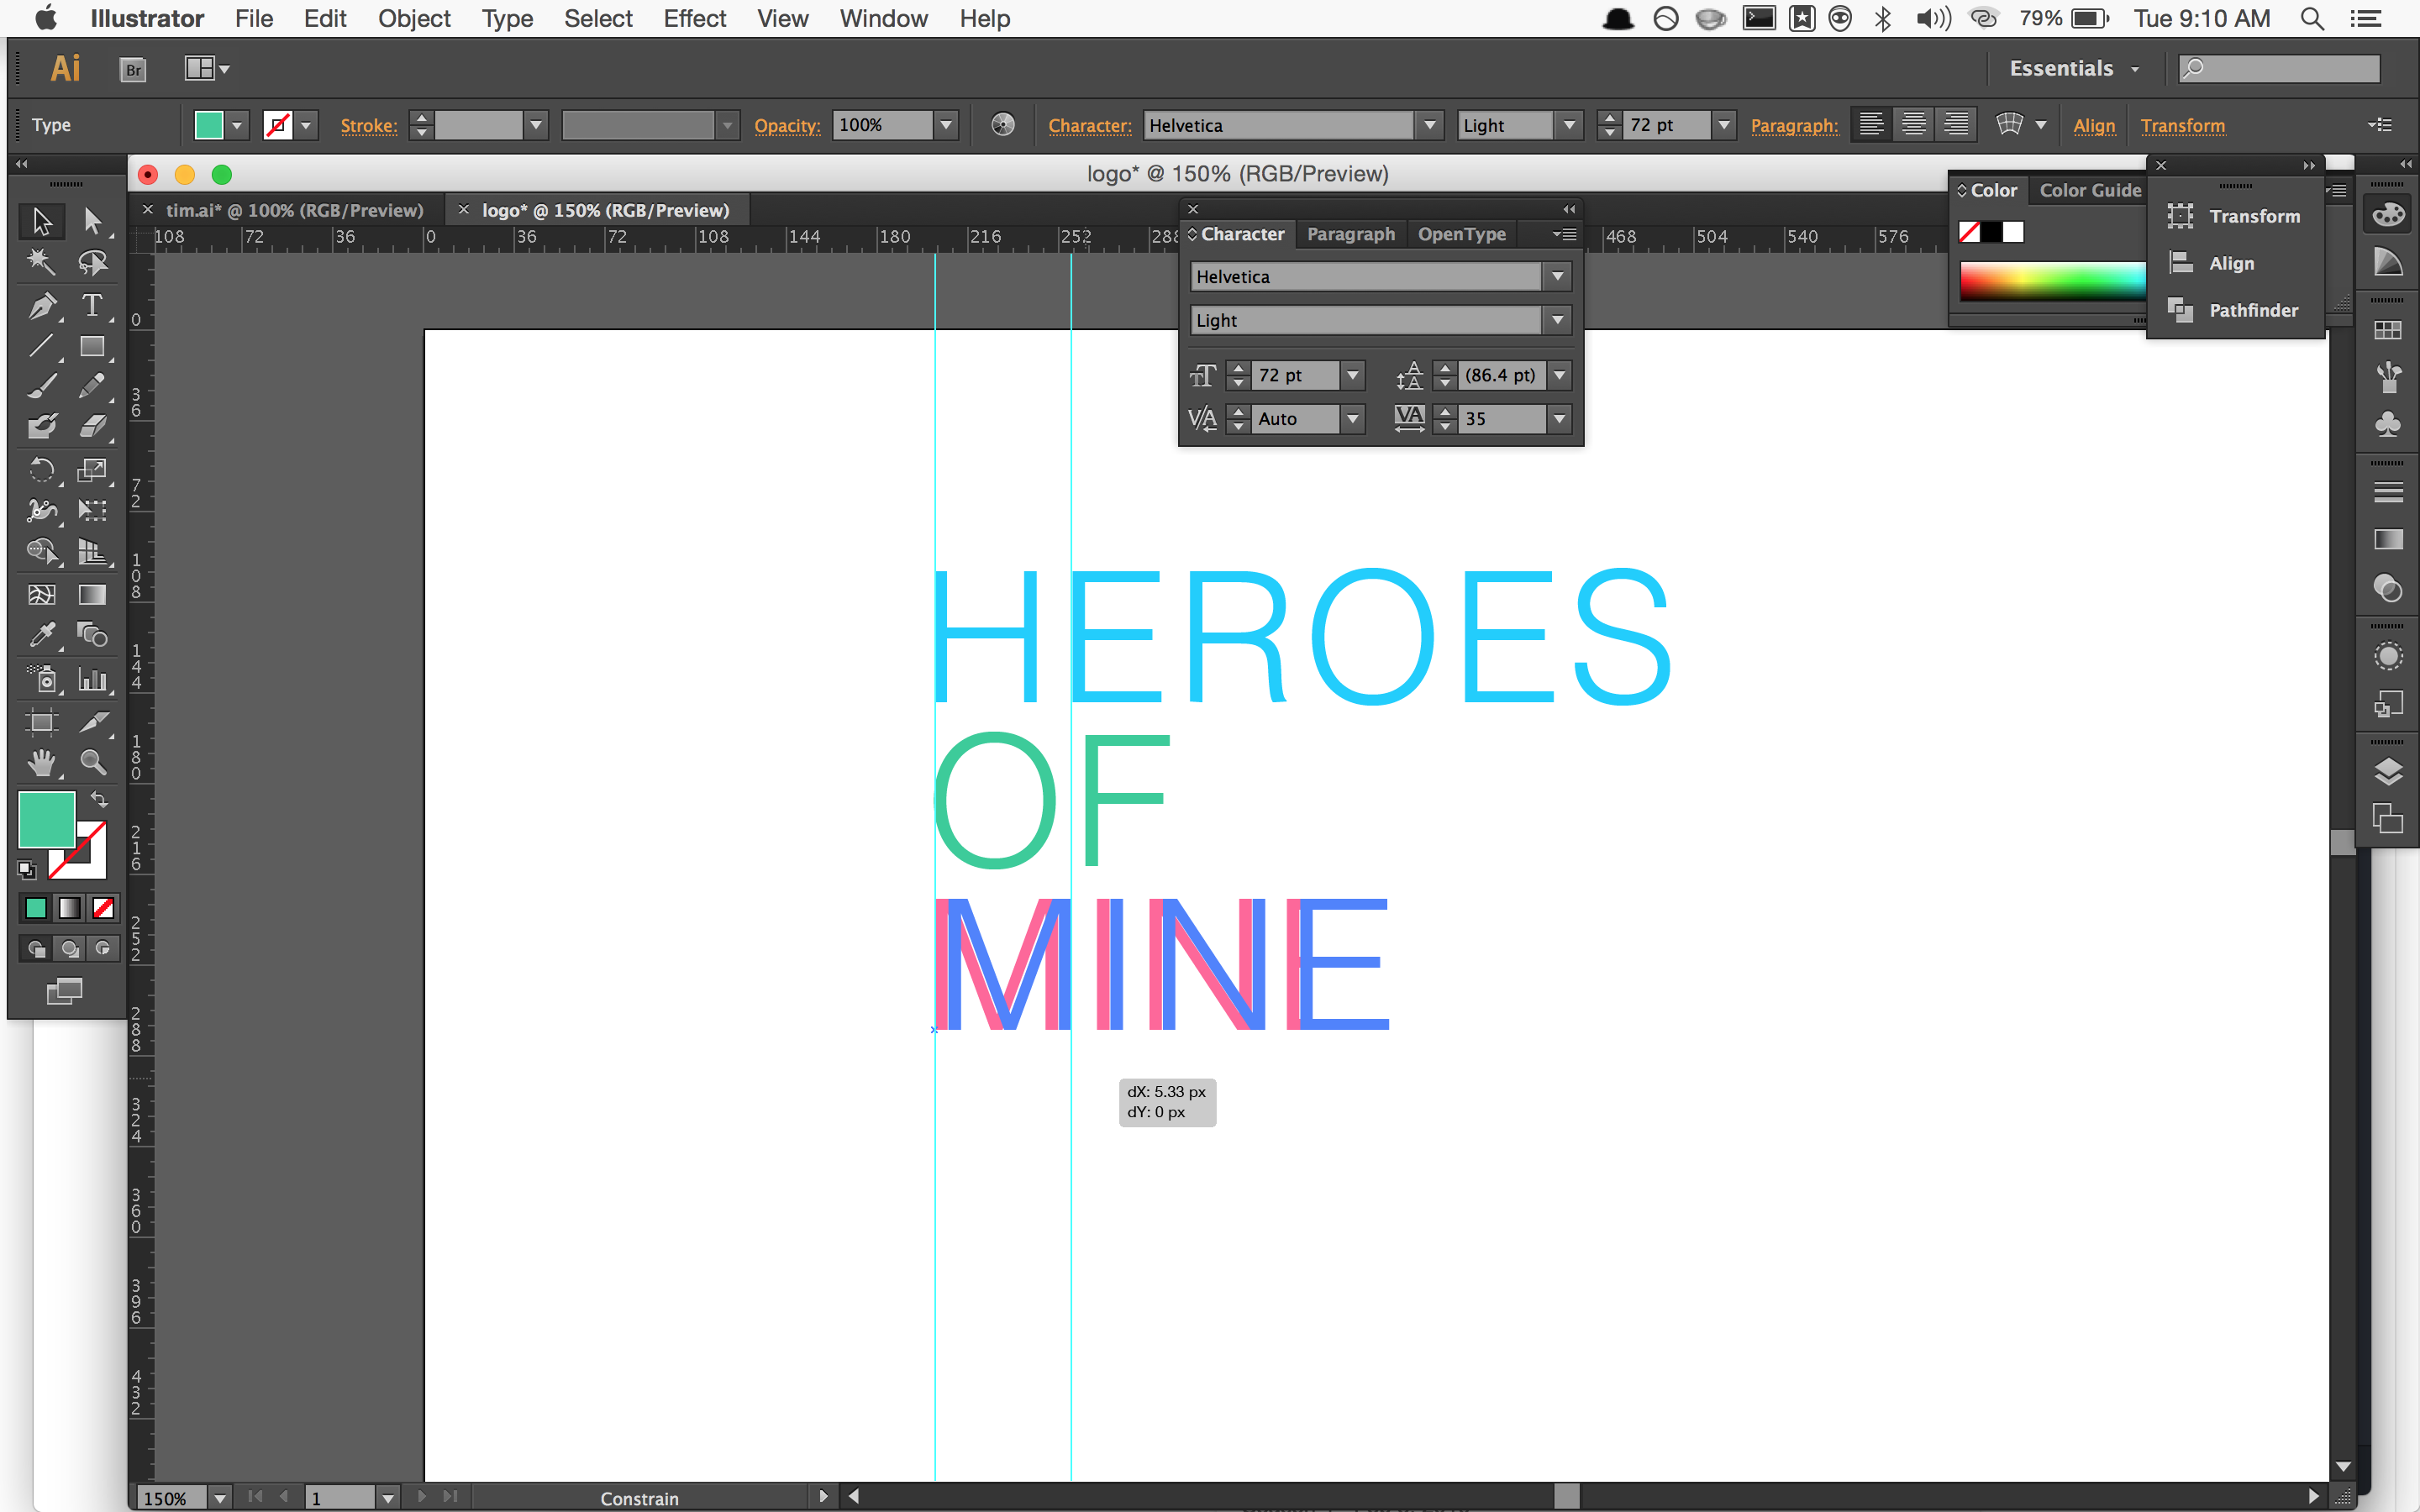 Illustrator File Edit Object Type Select Effect View Window Help 79% Tue 9:10 AM
Ai Br Essentials
Type Stroke: Opacity: 100% Character: Helvetica Light 72 pt Paragraph: Align Transform
logo* @ 150% (RGB/Preview)
tim.ai* @ 100% (RGB/Preview) logo* @ 150% (RGB/Preview)
108 72 36 0 36 72 108 144 180 216 252 288 468 504 540 576
Character Paragraph OpenType
Helvetica
Light
72 pt (86.4 pt)
Auto 35
Color Color Guide
Transform
Align
Pathfinder
0
36
72
108
144
180
216
252
288
324
360
396
432
HEROES
OF
MINE
dX: 5.33 px
dY: 0 px
150% 1 Constrain